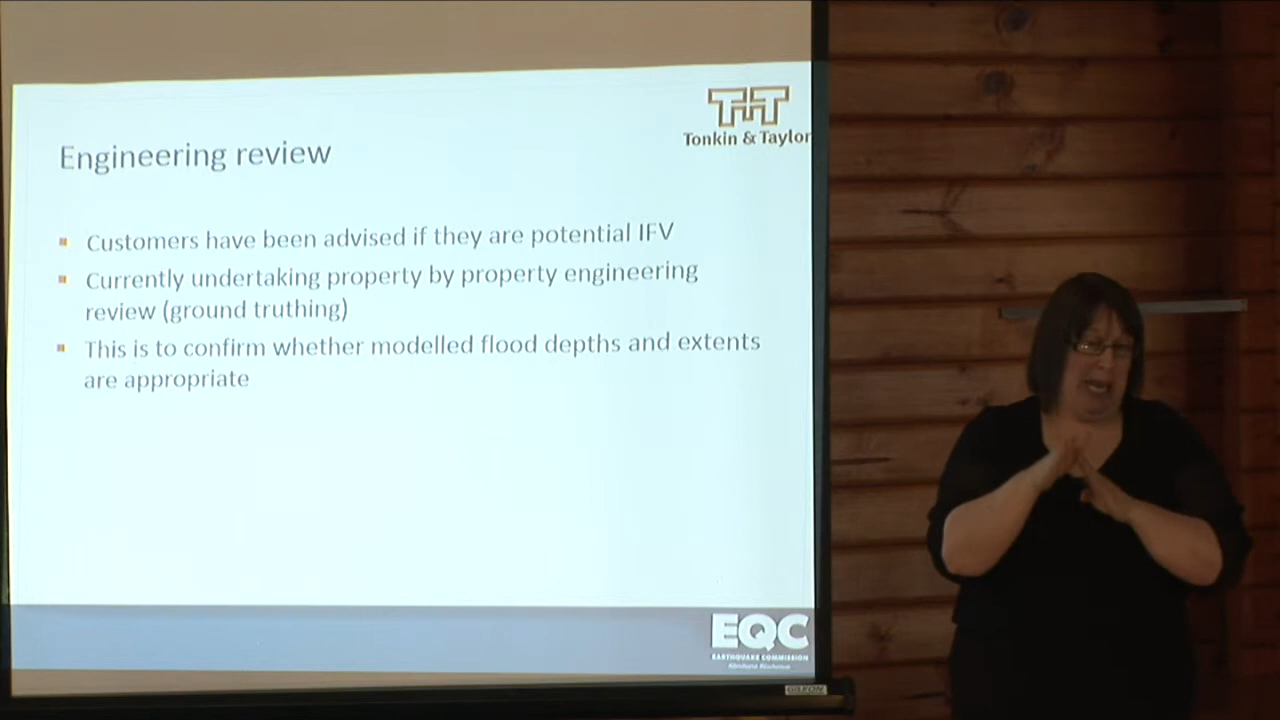 T+T
Tonkin & Taylor
Engineering review
Customers have been advised if they are potential IFV
Currently undertaking property by property engineering
review (ground truthing)
This is to confirm whether modelled flood depths and extents
are appropriate
EQC
EARTHQUAKE COMMISSION